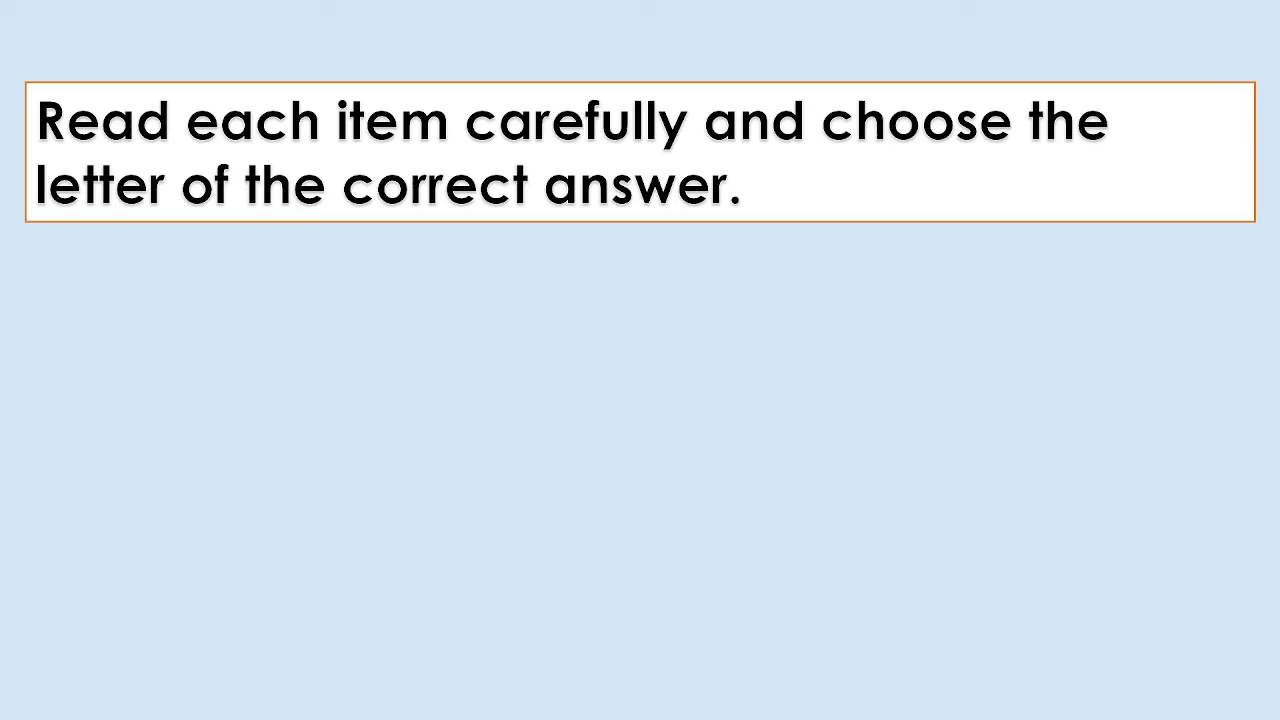 Read each item carefully and choose the
letter of the correct answer.